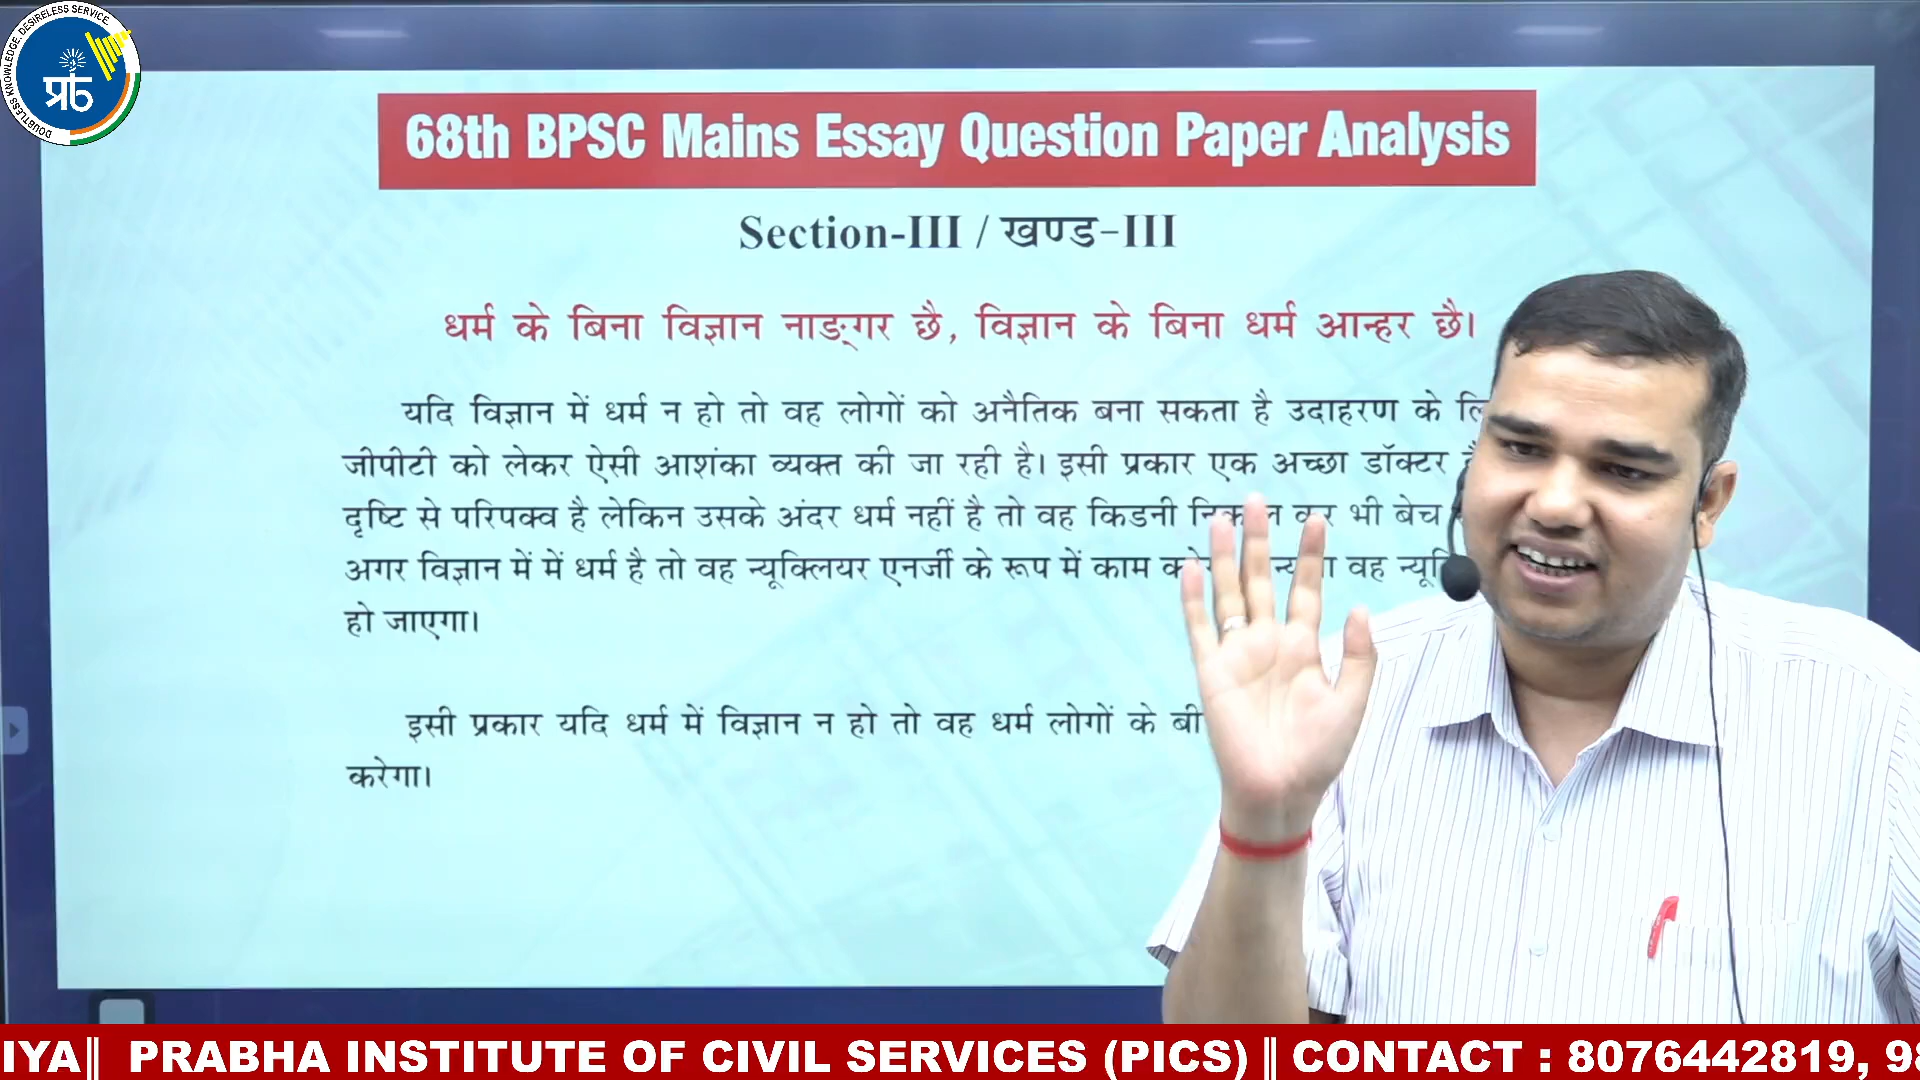 DOUBTLESS KNOWLEDGE, DESIRELESS SERVICE.
68th BPSC Mains Essay Question Paper Analysis
Section-III / खण्ड-III
धर्म के बिना विज्ञान नाङ्गर छै, विज्ञान के बिना धर्म आन्हर छै।
यदि विज्ञान में धर्म न हो तो वह लोगों को अनैतिक बना सकता है उदाहरण के
जीपीटी को लेकर ऐसी आशंका व्यक्त की जा रही है। इसी प्रकार एक अच्छा डॉक्टर
दृष्टि से परिपक्व है लेकिन उसके अंदर धर्म नहीं है तो वह किडनी निकाल कर भी बेच
अगर विज्ञान में में धर्म है तो वह न्यूक्लियर एनर्जी के रूप में काम वह
हो जाएगा।
इसी प्रकार यदि धर्म में विज्ञान न हो तो वह धर्म लोगों के
करेगा।
IYA|| PRABHA INSTITUTE OF CIVIL SERVICES (PICS) || CONTACT : 8076442819, 98